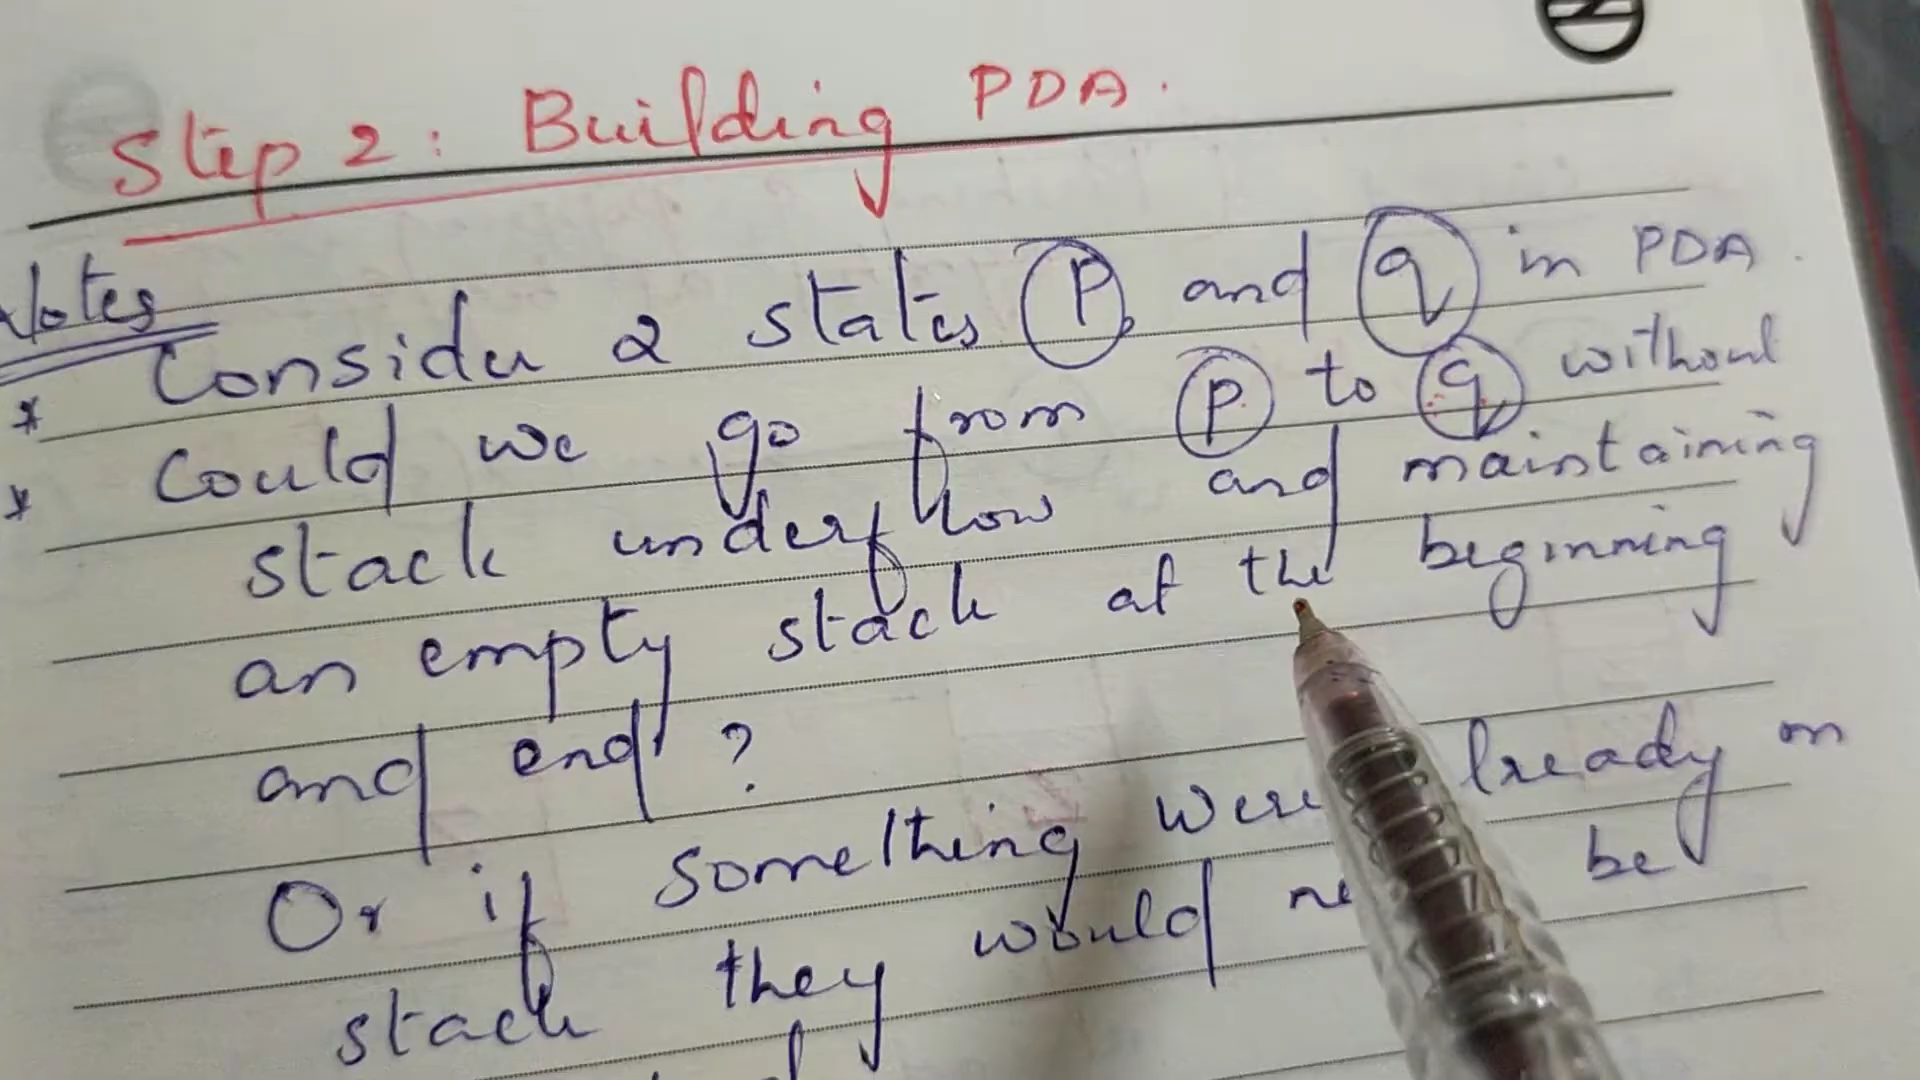 Step 2: Building PDA.
Notes
* Consider 2 states P, and q in PDA.
* Could we go from P to q without
stack underflow and maintaining
an empty stack at the beginning
and end?
Or if something were already on
stack they would be